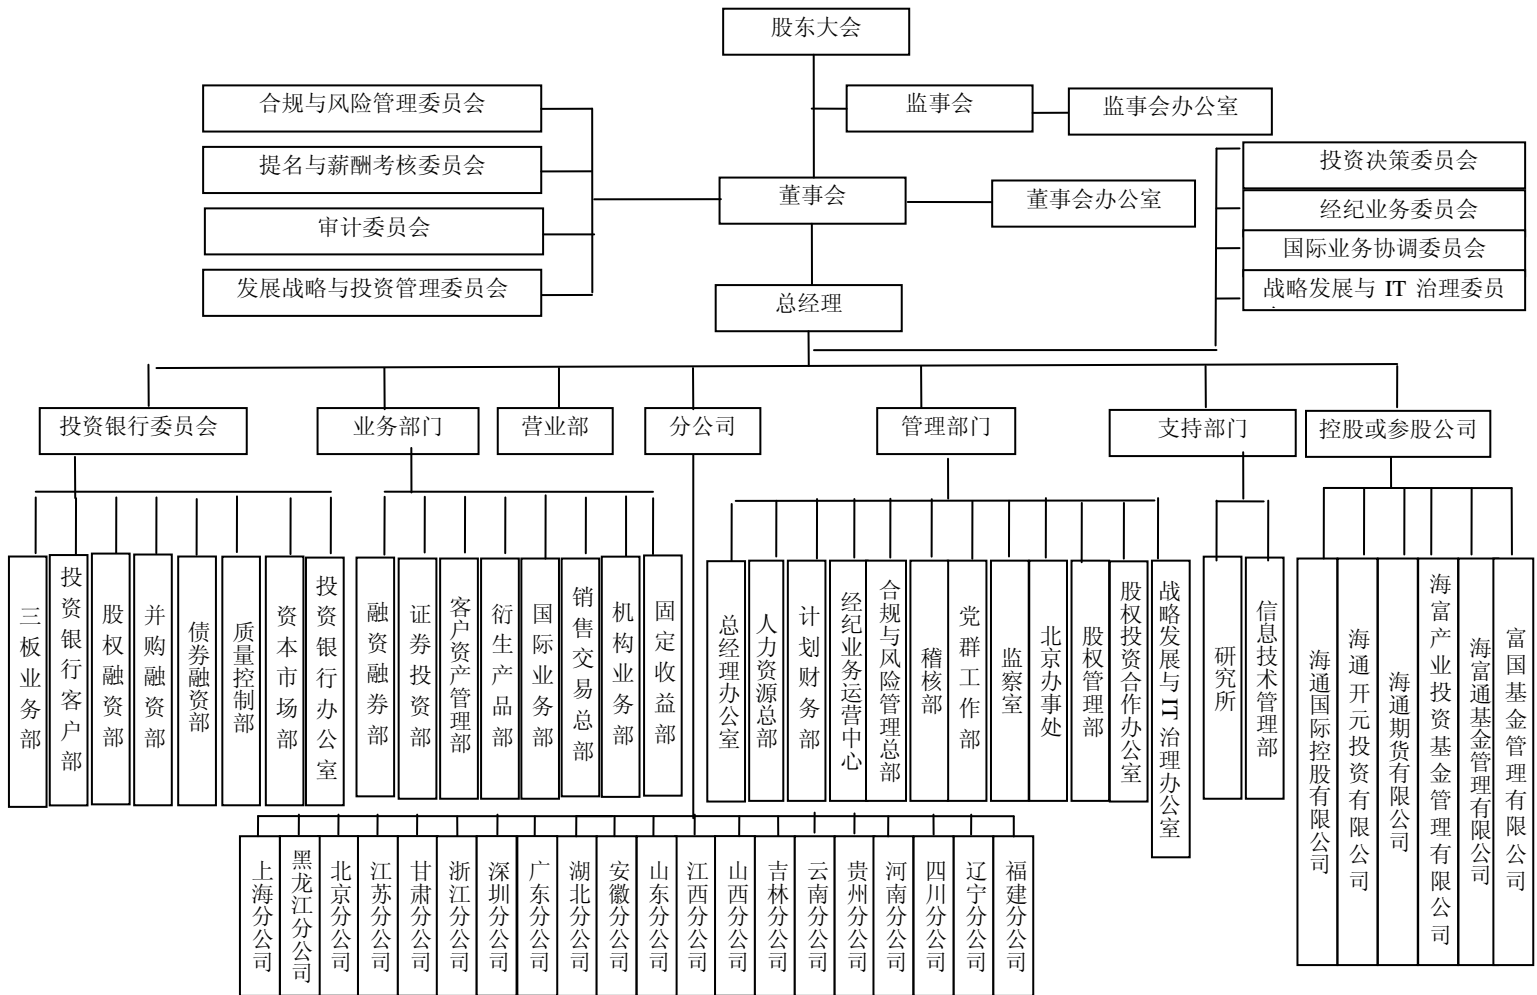 股东大会
合规与风险管理委员会
监事会
监事会办公室
提名与薪酬考核委员会
投资决策委员会
董事会
董事会办公室
经纪业务委员会
审计委员会
国际业务协调委员会
发展战略与投资管理委员会
总经理
战略发展与 IT 治理委员
投资银行委员会
业务部门
营业部
分公司
管理部门
支持部门
控股或参股公司
三板业务部
投资银行客户部
股权融资部
并购融资部
债券融资部
质量控制部
资本市场部
投资银行办公室
融资融券部
证券投资部
客户资产管理部
衍生产品部
国际业务部
销售交易总部
机构业务部
固定收益部
总经理办公室
人力资源总部
计划财务部
经纪业务运营中心
合规与风险管理总部
稽核部
党群工作部
监察室
北京办事处
股权管理部
股权投资合作办公室
战略发展与IT治理办公室
研究所
信息技术管理部
海通国际控股有限公司
海通开元投资有限公司
海通期货有限公司
海富产业投资基金管理有限公司
海富通基金管理有限公司
富国基金管理有限公司
上海分公司
黑龙江分公司
北京分公司
江苏分公司
甘肃分公司
浙江分公司
深圳分公司
广东分公司
湖北分公司
安徽分公司
山东分公司
江西分公司
山西分公司
吉林分公司
云南分公司
贵州分公司
河南分公司
四川分公司
辽宁分公司
福建分公司